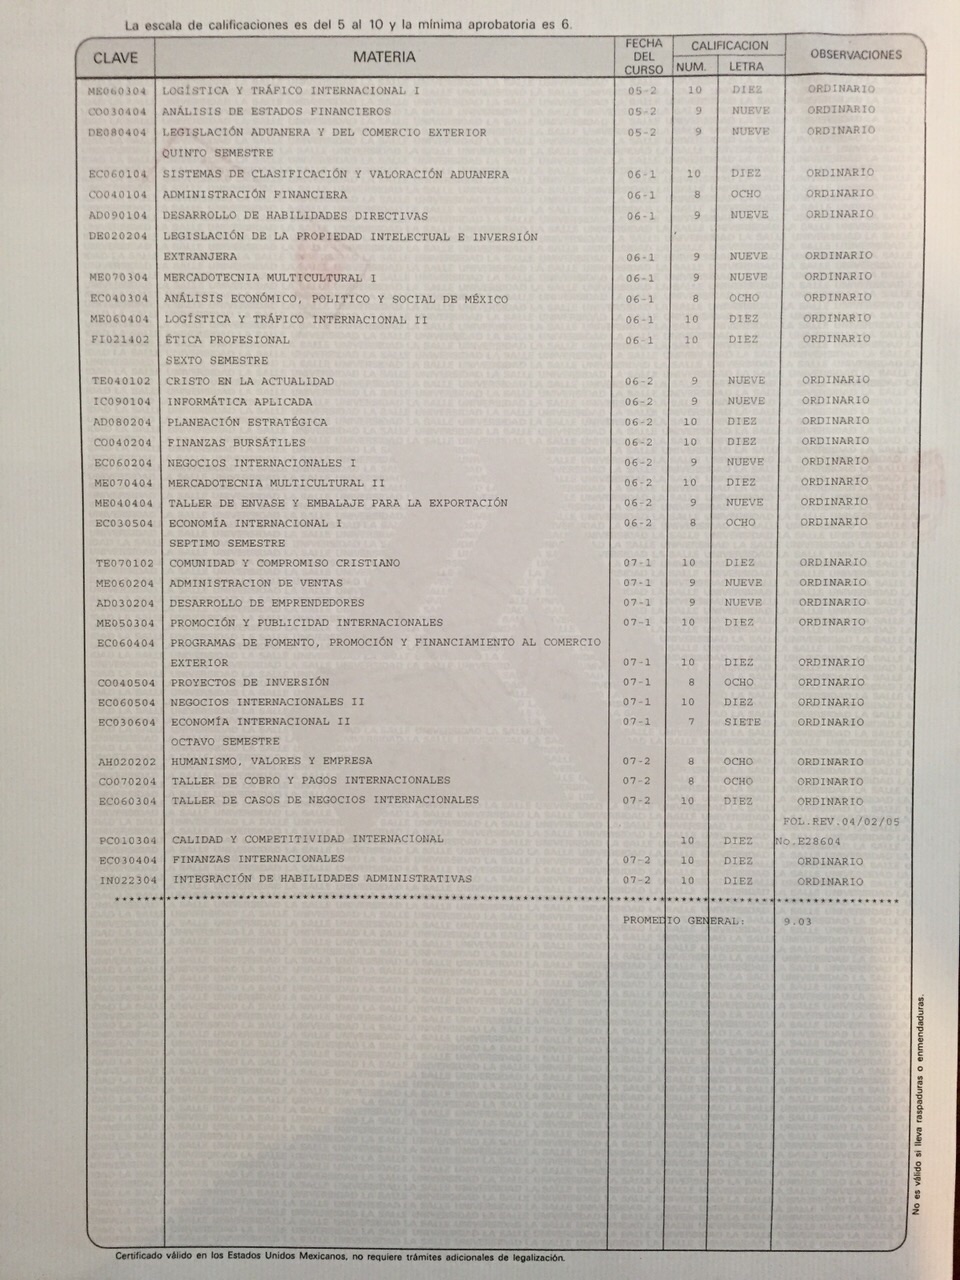 La escala de calificaciones es del 5 al 10 y la mínima aprobatoria es 6.
CLAVE MATERIA FECHA DEL CURSO CALIFICACION NUM. LETRA OBSERVACIONES
ME060304 LOGÍSTICA Y TRÁFICO INTERNACIONAL I 05-2 10 DIEZ ORDINARIO
CO030404 ANÁLISIS DE ESTADOS FINANCIEROS 05-2 9 NUEVE ORDINARIO
DE080404 LEGISLACIÓN ADUANERA Y DEL COMERCIO EXTERIOR 05-2 9 NUEVE ORDINARIO
QUINTO SEMESTRE
EC060104 SISTEMAS DE CLASIFICACIÓN Y VALORACIÓN ADUANERA 06-1 10 DIEZ ORDINARIO
CO040104 ADMINISTRACIÓN FINANCIERA 06-1 8 OCHO ORDINARIO
AD090104 DESARROLLO DE HABILIDADES DIRECTIVAS 06-1 9 NUEVE ORDINARIO
DE020204 LEGISLACIÓN DE LA PROPIEDAD INTELECTUAL E INVERSIÓN
EXTRANJERA 06-1 9 NUEVE ORDINARIO
ME070304 MERCADOTECNIA MULTICULTURAL I 06-1 9 NUEVE ORDINARIO
EC040304 ANÁLISIS ECONÓMICO, POLITICO Y SOCIAL DE MÉXICO 06-1 8 OCHO ORDINARIO
ME060404 LOGÍSTICA Y TRÁFICO INTERNACIONAL II 06-1 10 DIEZ ORDINARIO
FI021402 ÉTICA PROFESIONAL 06-1 10 DIEZ ORDINARIO
SEXTO SEMESTRE
TE040102 CRISTO EN LA ACTUALIDAD 06-2 9 NUEVE ORDINARIO
IC090104 INFORMÁTICA APLICADA 06-2 9 NUEVE ORDINARIO
AD080204 PLANEACIÓN ESTRATÉGICA 06-2 10 DIEZ ORDINARIO
CO040204 FINANZAS BURSÁTILES 06-2 10 DIEZ ORDINARIO
EC060204 NEGOCIOS INTERNACIONALES I 06-2 9 NUEVE ORDINARIO
ME070404 MERCADOTECNIA MULTICULTURAL II 06-2 10 DIEZ ORDINARIO
ME040404 TALLER DE ENVASE Y EMBALAJE PARA LA EXPORTACIÓN 06-2 9 NUEVE ORDINARIO
EC030504 ECONOMÍA INTERNACIONAL I 06-2 8 OCHO ORDINARIO
SEPTIMO SEMESTRE
TE070102 COMUNIDAD Y COMPROMISO CRISTIANO 07-1 10 DIEZ ORDINARIO
ME060204 ADMINISTRACION DE VENTAS 07-1 9 NUEVE ORDINARIO
AD030204 DESARROLLO DE EMPRENDEDORES 07-1 9 NUEVE ORDINARIO
ME050304 PROMOCIÓN Y PUBLICIDAD INTERNACIONALES 07-1 10 DIEZ ORDINARIO
EC060404 PROGRAMAS DE FOMENTO, PROMOCIÓN Y FINANCIAMIENTO AL COMERCIO
EXTERIOR 07-1 10 DIEZ ORDINARIO
CO040504 PROYECTOS DE INVERSIÓN 07-1 8 OCHO ORDINARIO
EC060504 NEGOCIOS INTERNACIONALES II 07-1 10 DIEZ ORDINARIO
EC030604 ECONOMÍA INTERNACIONAL II 07-1 7 SIETE ORDINARIO
OCTAVO SEMESTRE
AH020202 HUMANISMO, VALORES Y EMPRESA 07-2 8 OCHO ORDINARIO
CO070204 TALLER DE COBRO Y PAGOS INTERNACIONALES 07-2 8 OCHO ORDINARIO
EC060304 TALLER DE CASOS DE NEGOCIOS INTERNACIONALES 07-2 10 DIEZ ORDINARIO
FOL.REV.04/02/05
PC010304 CALIDAD Y COMPETITIVIDAD INTERNACIONAL 10 DIEZ No.E28604
EC030404 FINANZAS INTERNACIONALES 07-2 10 DIEZ ORDINARIO
IN022304 INTEGRACIÓN DE HABILIDADES ADMINISTRATIVAS 07-2 10 DIEZ ORDINARIO
PROMEDIO GENERAL: 9.03
No es válido si lleva raspaduras o enmendaduras.
Certificado válido en los Estados Unidos Mexicanos, no requiere trámites adicionales de legalización.